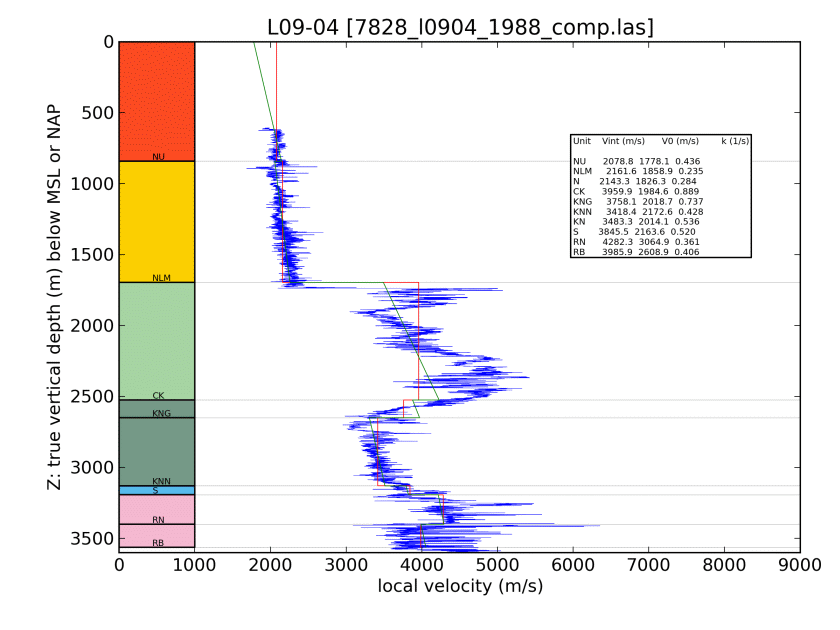 L09-04 [7828_l0904_1988_comp.las]
Z: true vertical depth (m) below MSL or NAP
0
500
1000
1500
2000
2500
3000
3500
NU
NLM
CK
KNG
KNN
S
RN
RB
Unit Vint (m/s) V0 (m/s) k (1/s)
NU 2078.8 1778.1 0.436
NLM 2161.6 1858.9 0.235
N 2143.3 1826.3 0.284
CK 3959.9 1984.6 0.889
KNG 3758.1 2018.7 0.737
KNN 3418.4 2172.6 0.428
KN 3483.3 2014.1 0.536
S 3845.5 2163.6 0.520
RN 4282.3 3064.9 0.361
RB 3985.9 2608.9 0.406
0 1000 2000 3000 4000 5000 6000 7000 8000 9000
local velocity (m/s)